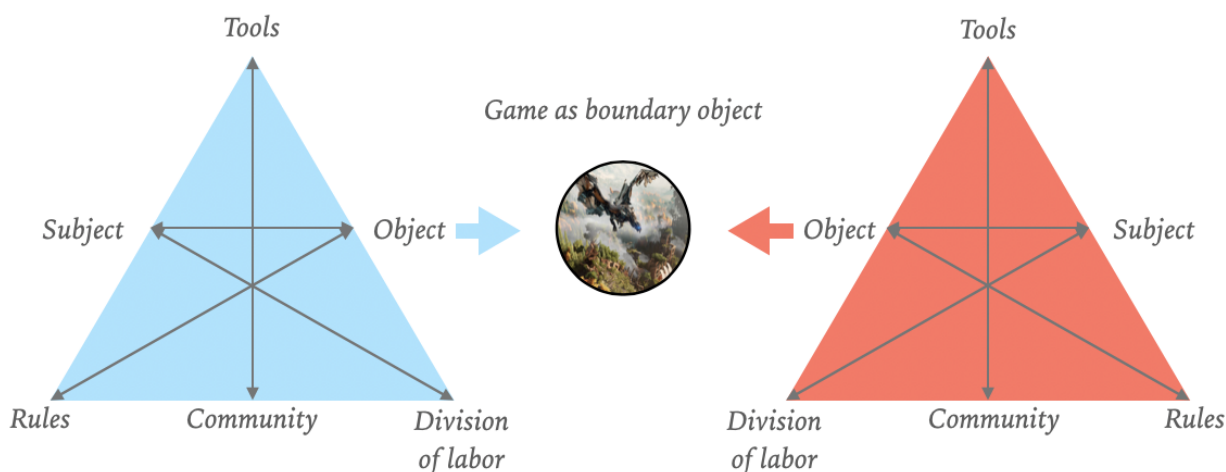 Tools
Tools
Game as boundary object
Subject
Object
Object
Subject
Rules
Community
Division
of labor
Division
of labor
Community
Rules